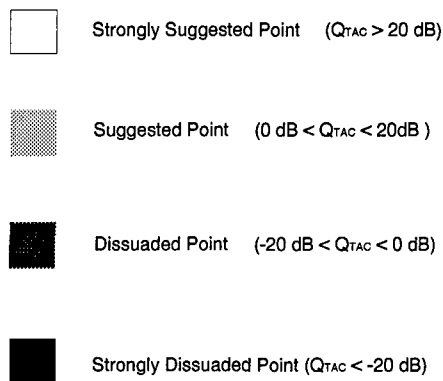 Strongly Suggested Point (QTAC > 20 dB)
Suggested Point (0 dB < QTAC < 20dB )
Dissuaded Point (-20 dB < QTAC < 0 dB)
Strongly Dissuaded Point (QTAC < -20 dB)